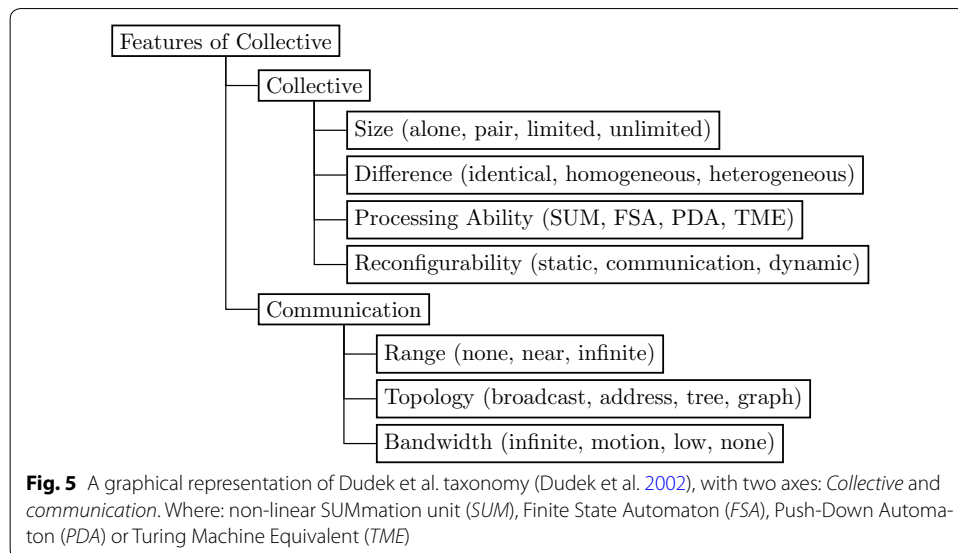 Features of Collective
Collective
Size (alone, pair, limited, unlimited)
Difference (identical, homogeneous, heterogeneous)
Processing Ability (SUM, FSA, PDA, TME)
Reconfigurability (static, communication, dynamic)
Communication
Range (none, near, infinite)
Topology (broadcast, address, tree, graph)
Bandwidth (infinite, motion, low, none)
Fig. 5 A graphical representation of Dudek et al. taxonomy (Dudek et al. 2002), with two axes: Collective and
communication. Where: non-linear SUMmation unit (SUM), Finite State Automaton (FSA), Push-Down Automa-
ton (PDA) or Turing Machine Equivalent (TME)